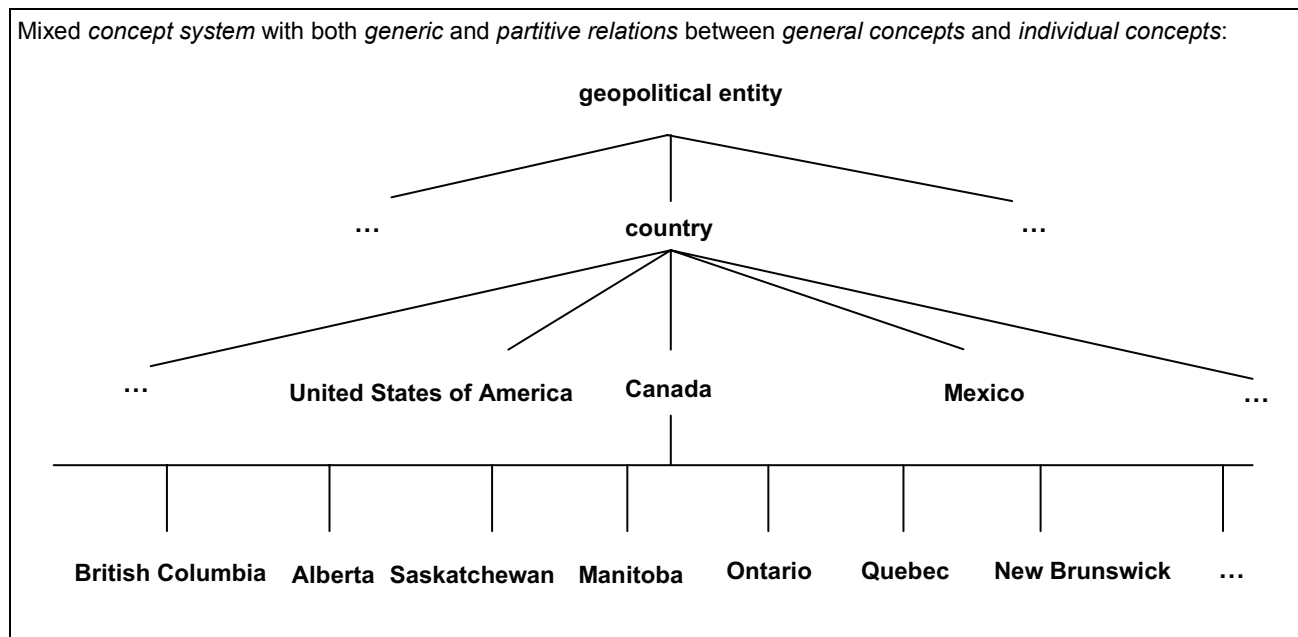 Mixed concept system with both generic and partitive relations between general concepts and individual concepts:
geopolitical entity
… country …
… United States of America Canada Mexico …
British Columbia Alberta Saskatchewan Manitoba Ontario Quebec New Brunswick …